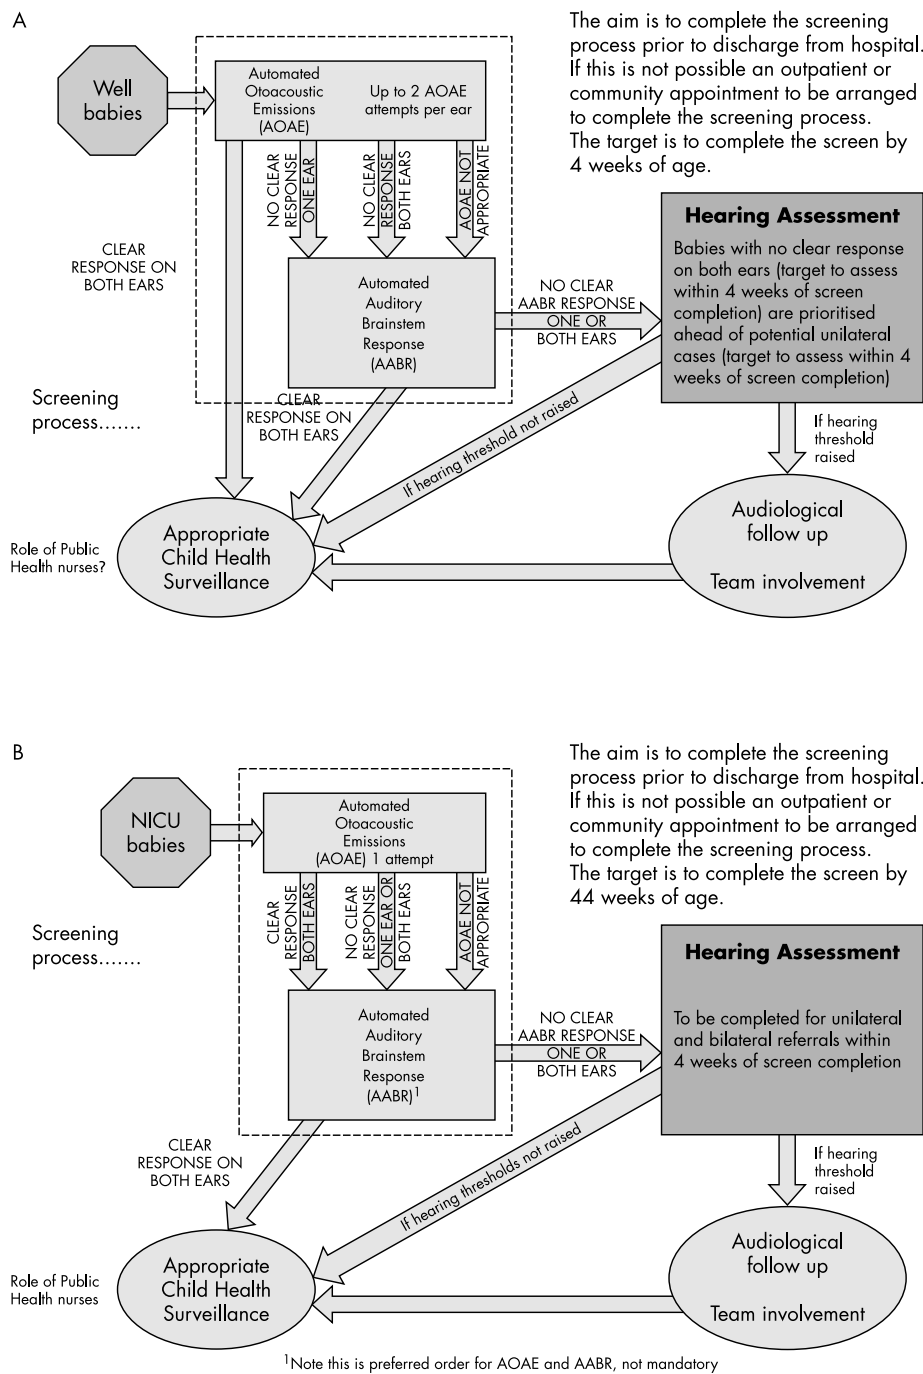 A
The aim is to complete the screening
process prior to discharge from hospital.
If this is not possible an outpatient or
community appointment to be arranged
to complete the screening process.
The target is to complete the screen by
4 weeks of age.
Well
babies
Automated
Otoacoustic
Emissions
(AOAE)
Up to 2 AOAE
attempts per ear
NO CLEAR
RESPONSE
ONE EAR
NO CLEAR
RESPONSE
BOTH EARS
AOAE NOT
APPROPRIATE
CLEAR
RESPONSE ON
BOTH EARS
Automated
Auditory
Brainstem
Response
(AABR)
NO CLEAR
AABR RESPONSE
ONE OR
BOTH EARS
Hearing Assessment
Babies with no clear response
on both ears (target to assess
within 4 weeks of screen
completion) are prioritised
ahead of potential unilateral
cases (target to assess within 4
weeks of screen completion)
Screening
process.......
CLEAR
RESPONSE ON
BOTH EARS
If hearing threshold not raised
If hearing
threshold
raised
Role of Public
Health nurses?
Appropriate
Child Health
Surveillance
Audiological
follow up
Team involvement
B
The aim is to complete the screening
process prior to discharge from hospital.
If this is not possible an outpatient or
community appointment to be arranged
to complete the screening process.
The target is to complete the screen by
44 weeks of age.
NICU
babies
Automated
Otoacoustic
Emissions
(AOAE) 1 attempt
CLEAR
RESPONSE
BOTH EARS
NO CLEAR
RESPONSE
ONE EAR OR
BOTH EARS
AOAE NOT
APPROPRIATE
Screening
process.......
Automated
Auditory
Brainstem
Response
(AABR)1
NO CLEAR
AABR RESPONSE
ONE OR
BOTH EARS
Hearing Assessment
To be completed for unilateral
and bilateral referrals within
4 weeks of screen completion
CLEAR
RESPONSE ON
BOTH EARS
If hearing thresholds not raised
If hearing
threshold
raised
Role of Public
Health nurses
Appropriate
Child Health
Surveillance
Audiological
follow up
Team involvement
1Note this is preferred order for AOAE and AABR, not mandatory